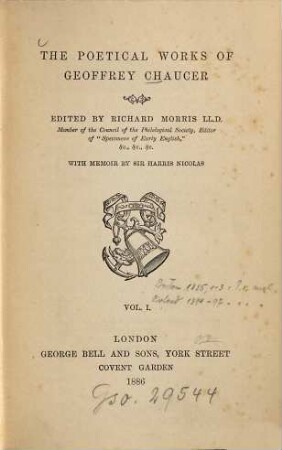 THE POETICAL WORKS OF
GEOFFREY CHAUCER
EDITED BY RICHARD MORRIS LL.D.
Member of the Council of the Philological Society, Editor
of "Specimens of Early English,"
&c., &c., &c.
WITH MEMOIR BY SIR HARRIS NICOLAS
VOL. I.
LONDON
GEORGE BELL AND SONS, YORK STREET
COVENT GARDEN
1886
29544